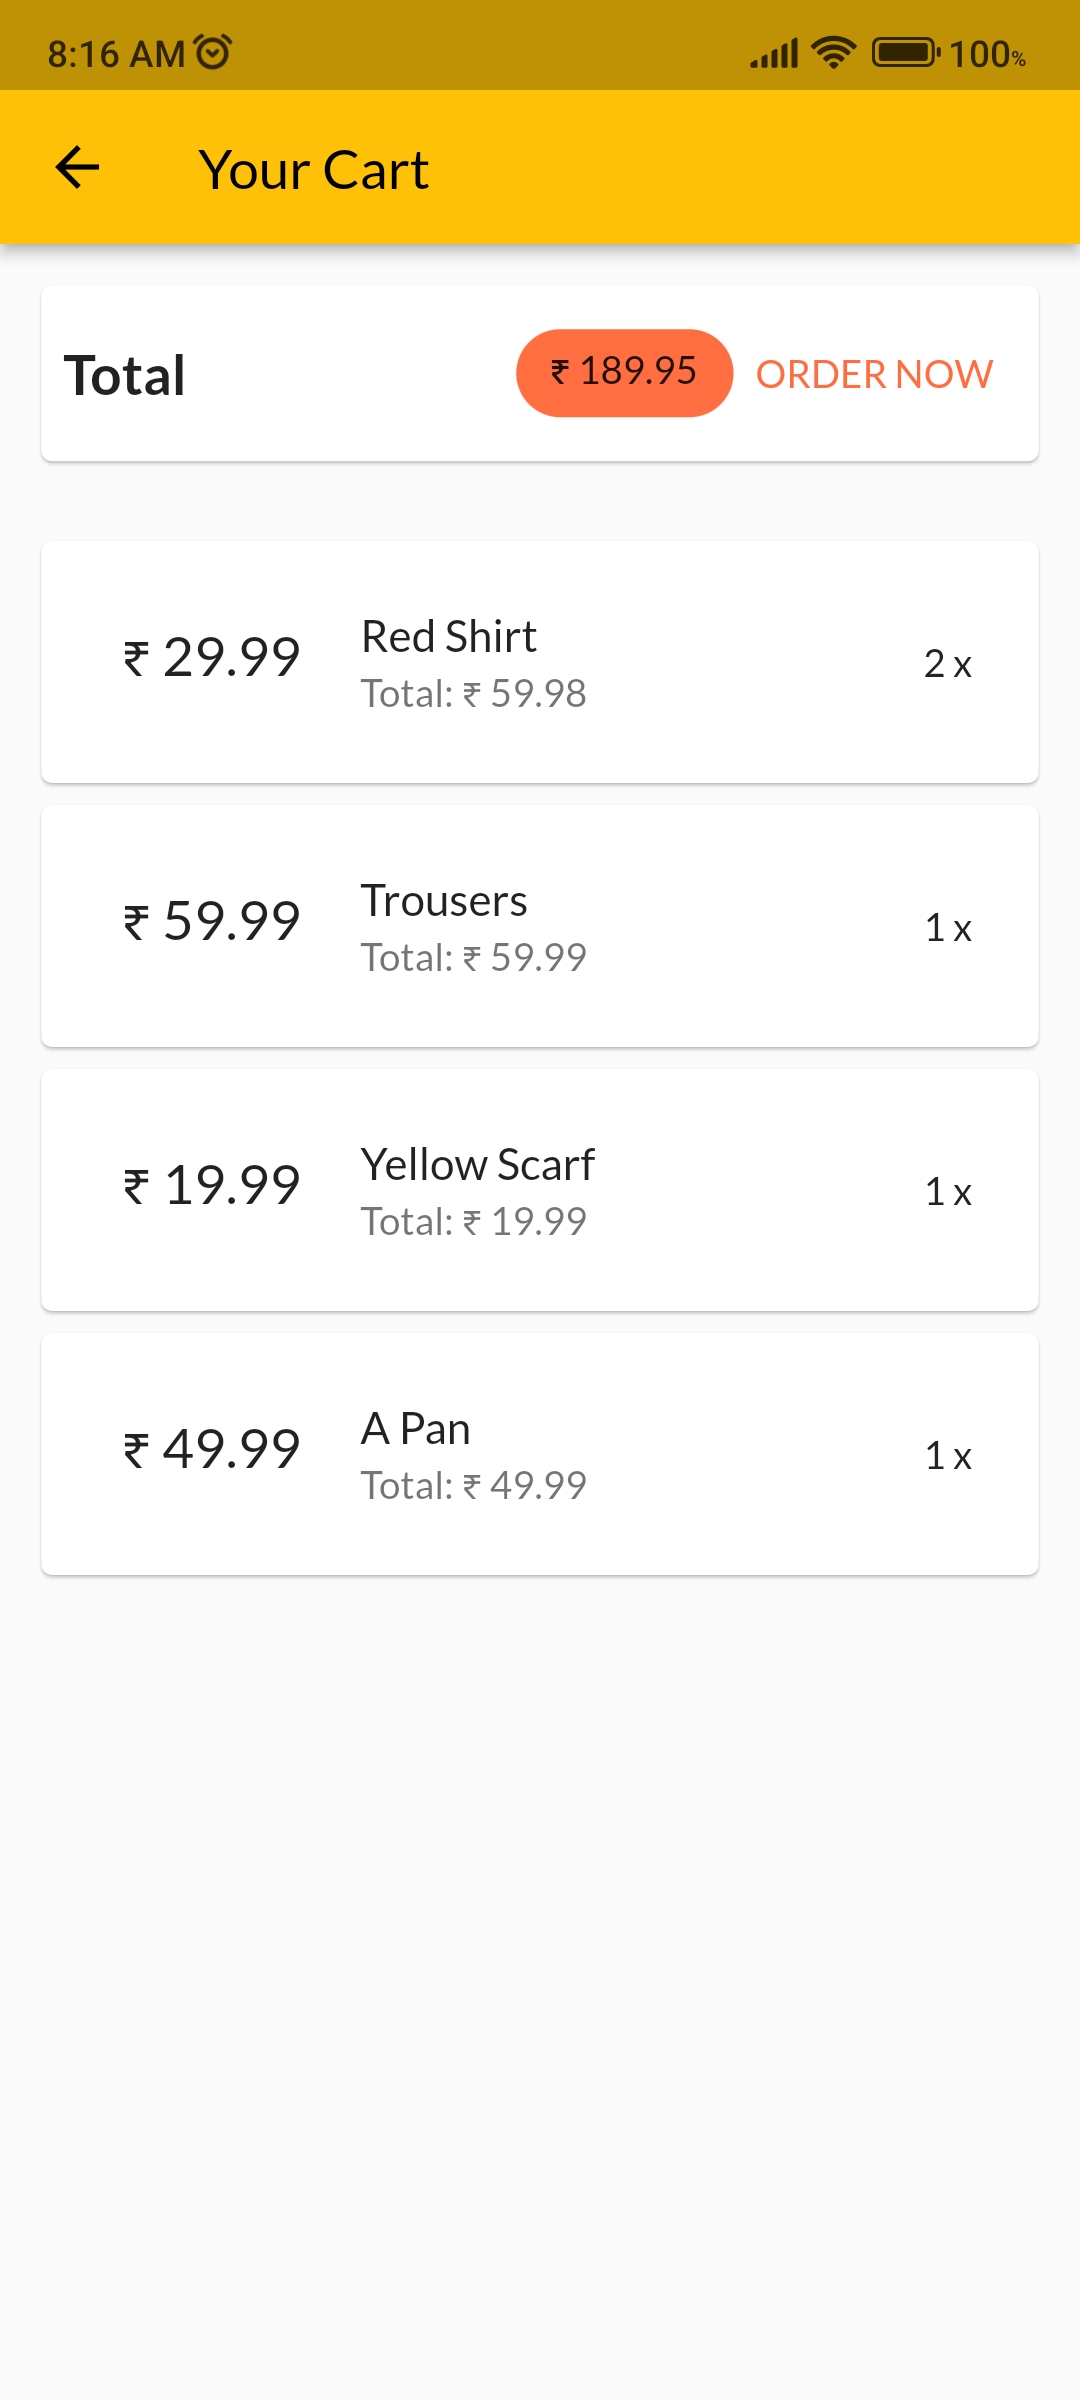 8:16 AM 100%
Your Cart
Total ₹ 189.95 ORDER NOW
₹ 29.99 Red Shirt 2 x
Total: ₹ 59.98
₹ 59.99 Trousers 1 x
Total: ₹ 59.99
₹ 19.99 Yellow Scarf 1 x
Total: ₹ 19.99
₹ 49.99 A Pan 1 x
Total: ₹ 49.99